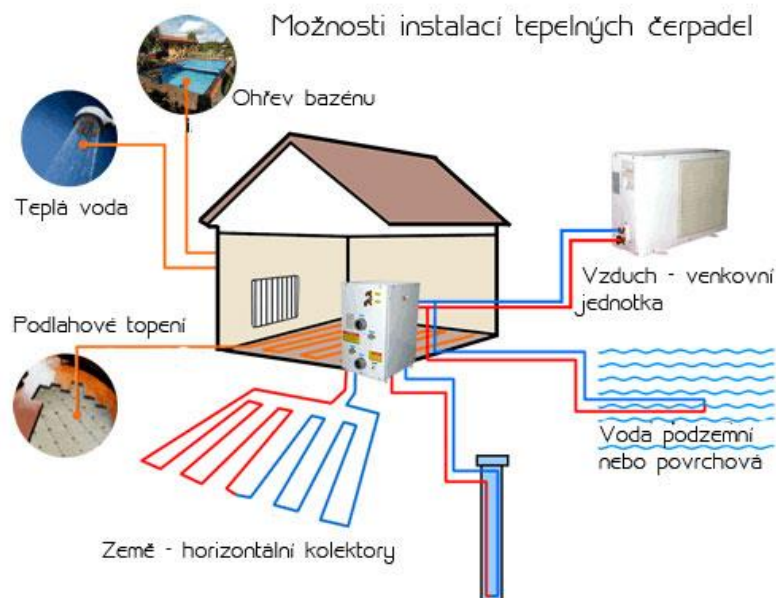 Možnosti instalací tepelných čerpadel
Ohřev bazénu
Teplá voda
Vzduch - venkovní
jednotka
Podlahové topení
Voda podzemní
nebo povrchová
Země - horizontální kolektory